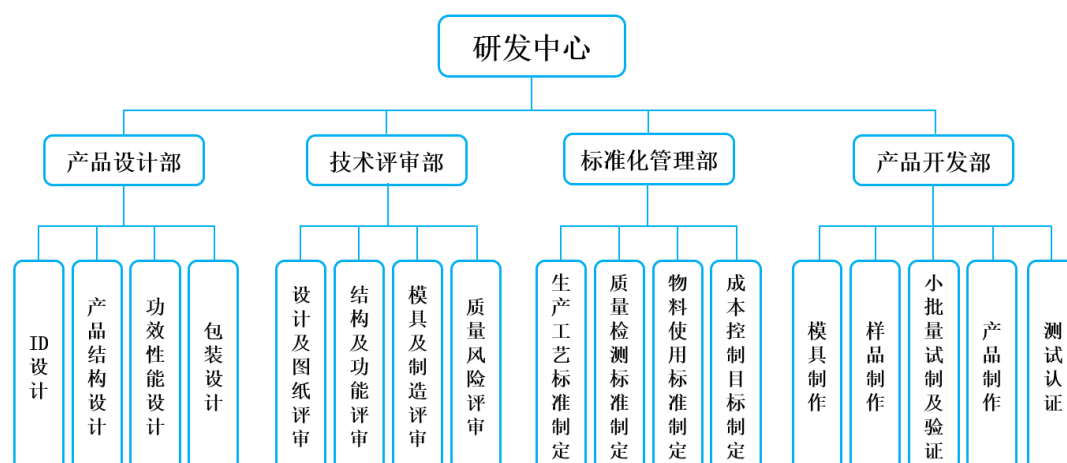 研发中心
产品设计部
技术评审部
标准化管理部
产品开发部
ID设计
产品结构设计
功效性能设计
包装设计
设计及图纸评审
结构及功能评审
模具及制造评审
质量风险评审
生产工艺标准制定
质量检测标准制定
物料使用标准制定
成本控制目标制定
模具制作
样品制作
小批量试制及验证
产品制作
测试认证